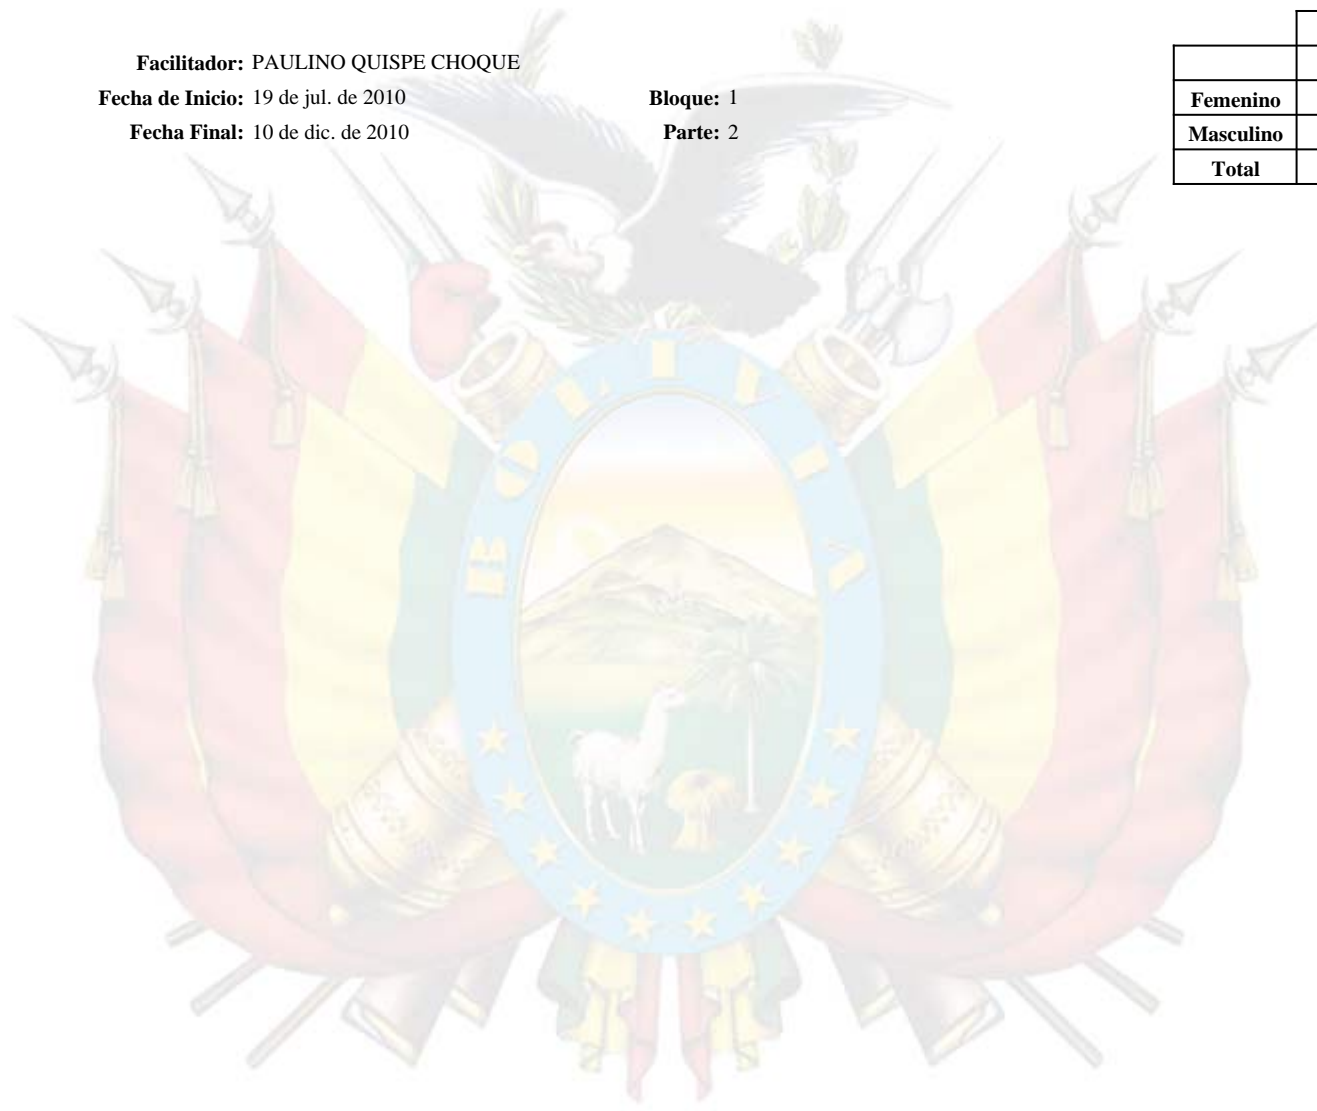 Facilitador: PAULINO QUISPE CHOQUE
Fecha de Inicio: 19 de jul. de 2010 Bloque: 1
Fecha Final: 10 de dic. de 2010 Parte: 2
Femenino
Masculino
Total
BOLIVIA